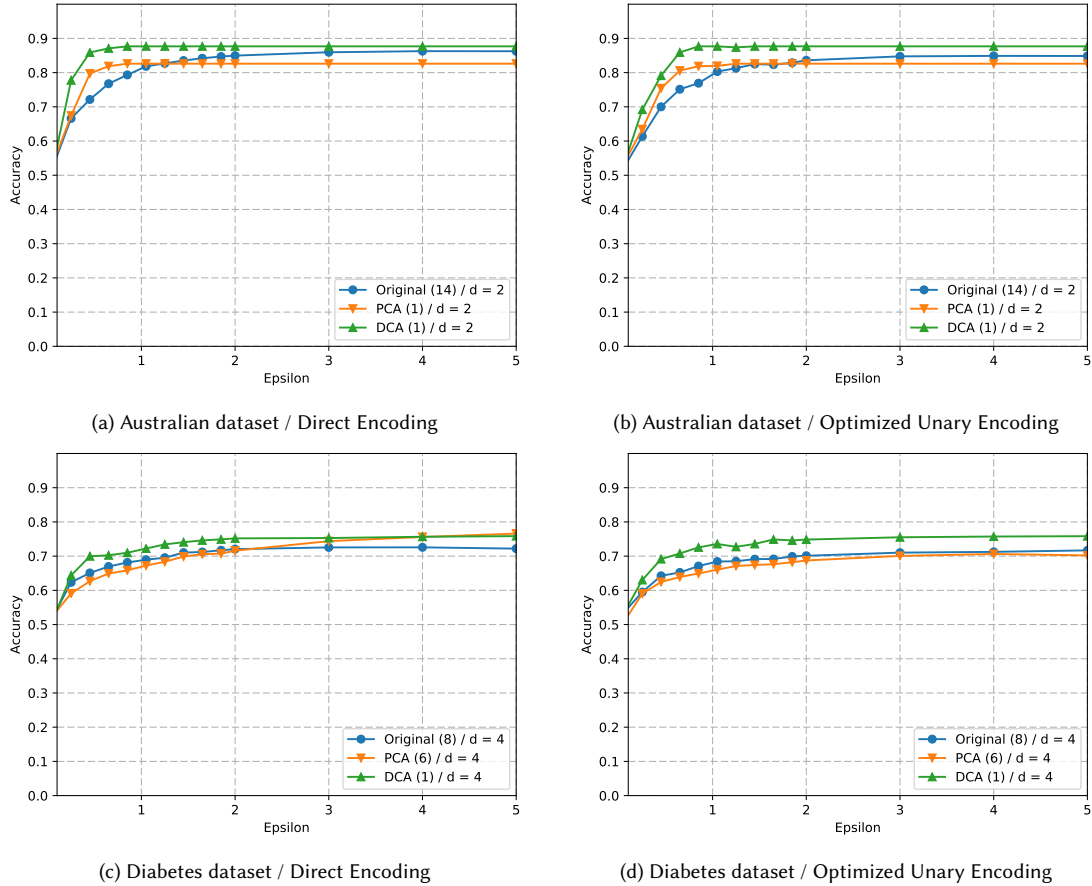 0.9
0.8
0.7
0.6
0.5
0.4
0.3
0.2
0.1
0.0
Accuracy
1 2 3 4 5
Epsilon
Original (14) / d = 2
PCA (1) / d = 2
DCA (1) / d = 2
(a) Australian dataset / Direct Encoding
0.9
0.8
0.7
0.6
0.5
0.4
0.3
0.2
0.1
0.0
Accuracy
1 2 3 4 5
Epsilon
Original (14) / d = 2
PCA (1) / d = 2
DCA (1) / d = 2
(b) Australian dataset / Optimized Unary Encoding
0.9
0.8
0.7
0.6
0.5
0.4
0.3
0.2
0.1
0.0
Accuracy
1 2 3 4 5
Epsilon
Original (8) / d = 4
PCA (6) / d = 4
DCA (1) / d = 4
(c) Diabetes dataset / Direct Encoding
0.9
0.8
0.7
0.6
0.5
0.4
0.3
0.2
0.1
0.0
Accuracy
1 2 3 4 5
Epsilon
Original (8) / d = 4
PCA (6) / d = 4
DCA (1) / d = 4
(d) Diabetes dataset / Optimized Unary Encoding